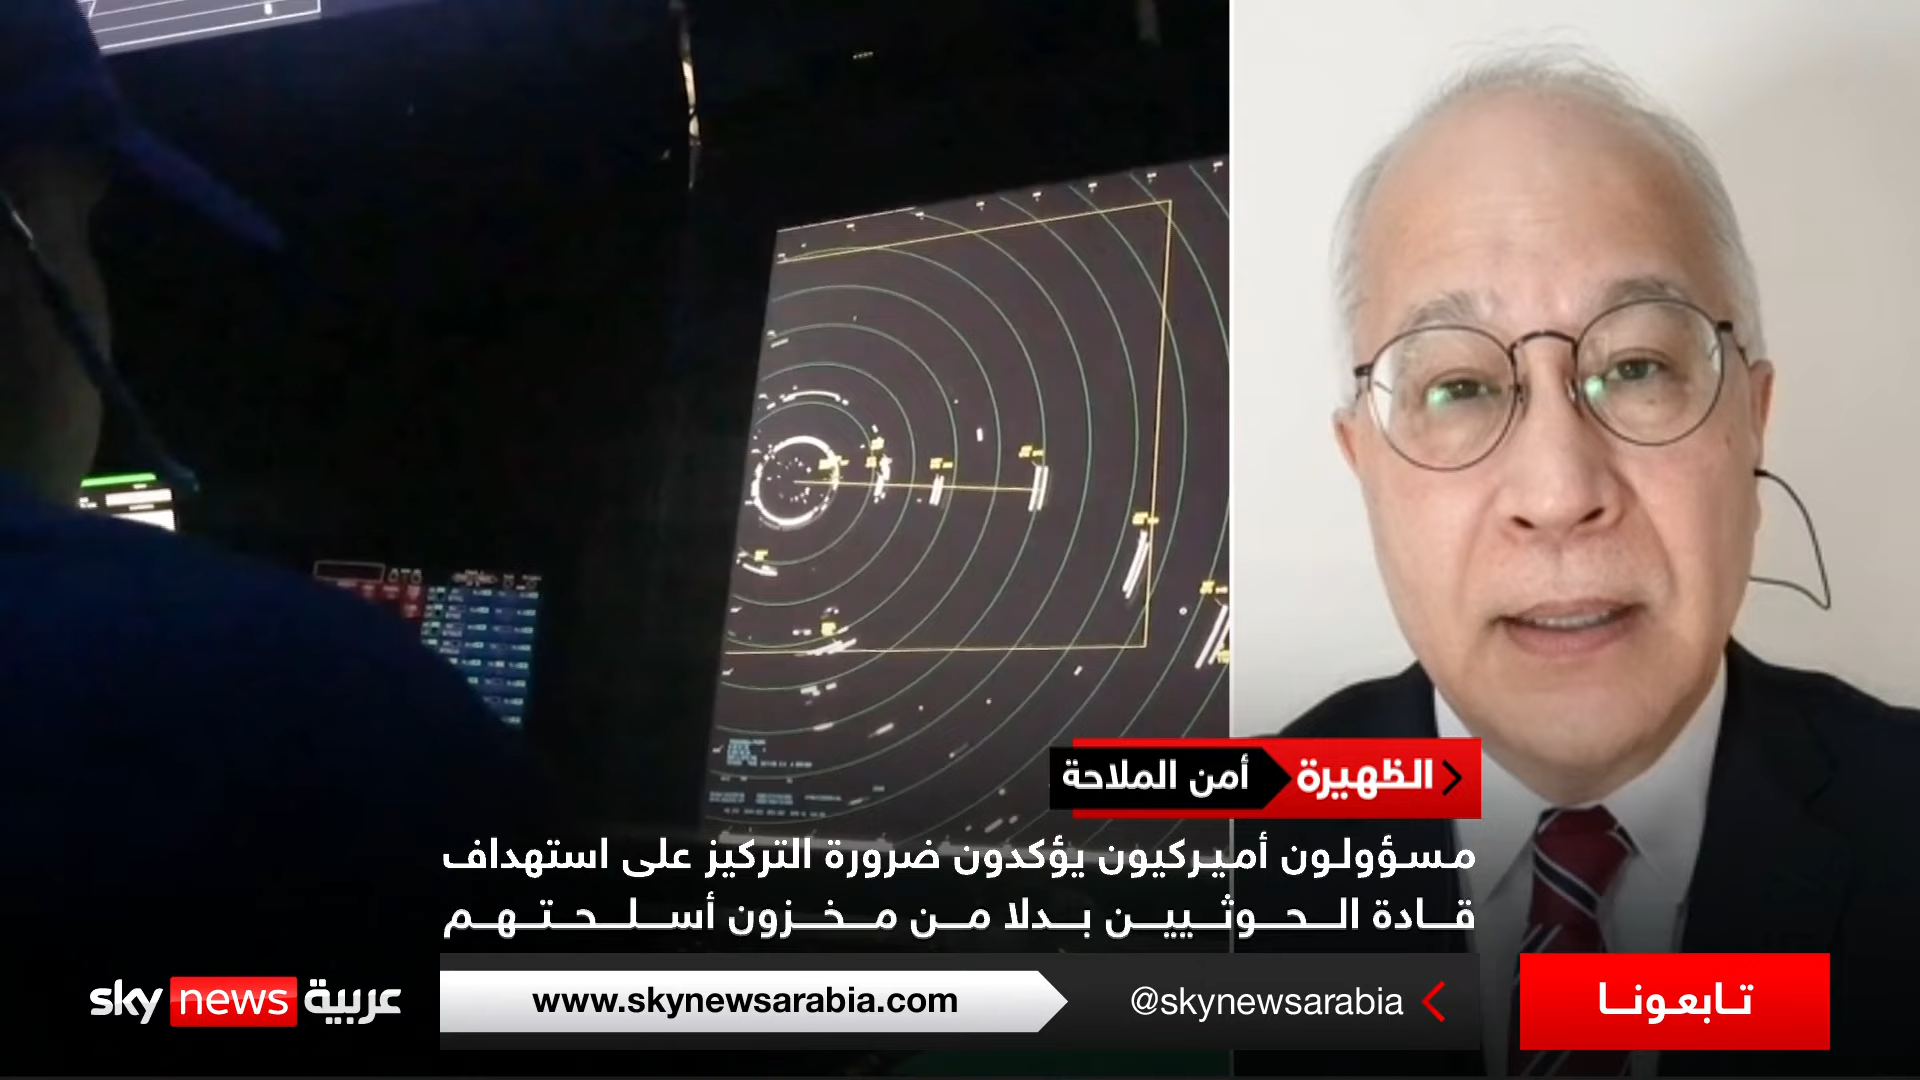 الظهيرة
أمن الملاحة
مسؤولون أميركيون يؤكدون ضرورة التركيز على استهداف
قادة الحوثيين بدلا من مخزون أسلحتهم
تابعونا
@skynewsarabia
www.skynewsarabia.com
sky news عربية